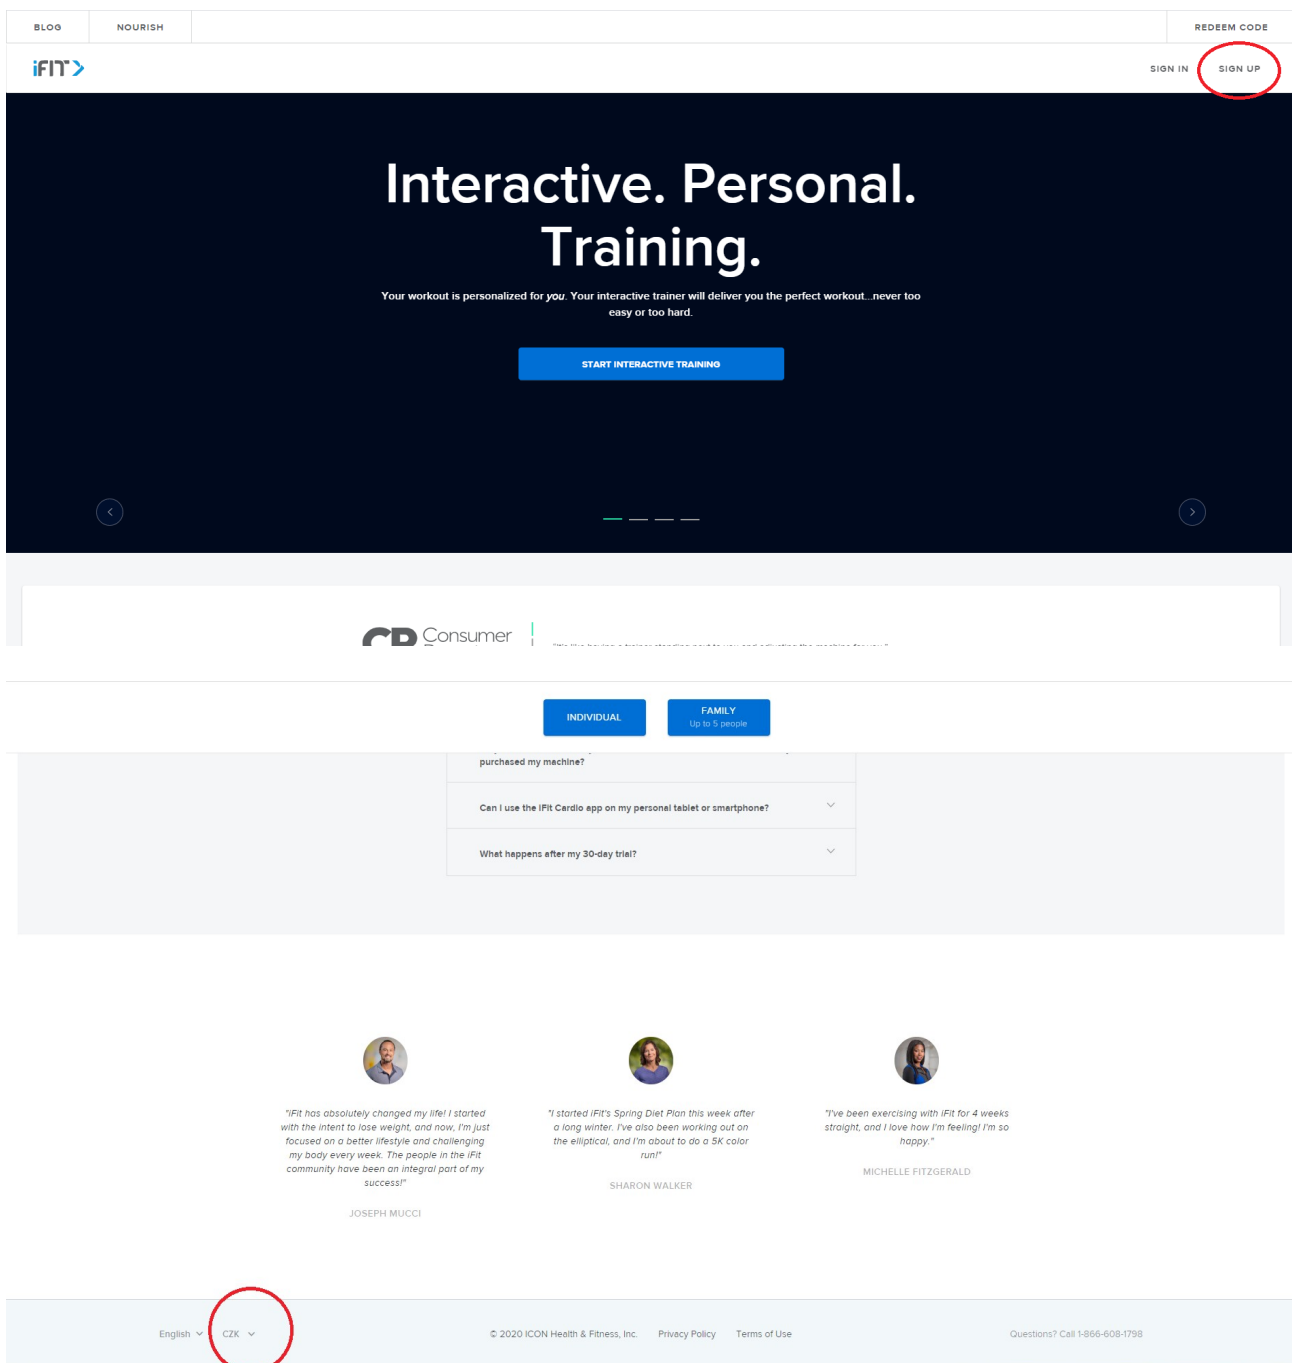 BLOG NOURISH REDEEM CODE
iFIT
SIGN IN SIGN UP
Interactive. Personal.
Training.
Your workout is personalized for you. Your interactive trainer will deliver you the perfect workout...never too
easy or too hard.
START INTERACTIVE TRAINING
CR Consumer
INDIVIDUAL
FAMILY
Up to 5 people
purchased my machine?
Can I use the iFit Cardio app on my personal tablet or smartphone?
What happens after my 30-day trial?
"iFit has absolutely changed my life! I started
with the intent to lose weight, and now, I'm just
focused on a better lifestyle and challenging
my body every week. The people in the iFit
community have been an integral part of my
success!"
JOSEPH MUCCI
"I started iFit's Spring Diet Plan this week after
a long winter. I've also been working out on
the elliptical, and I'm about to do a 5K color
run!"
SHARON WALKER
"I've been exercising with iFit for 4 weeks
straight, and I love how I'm feeling! I'm so
happy."
MICHELLE FITZGERALD
English CZK © 2020 ICON Health & Fitness, Inc. Privacy Policy Terms of Use Questions? Call 1-866-608-1798